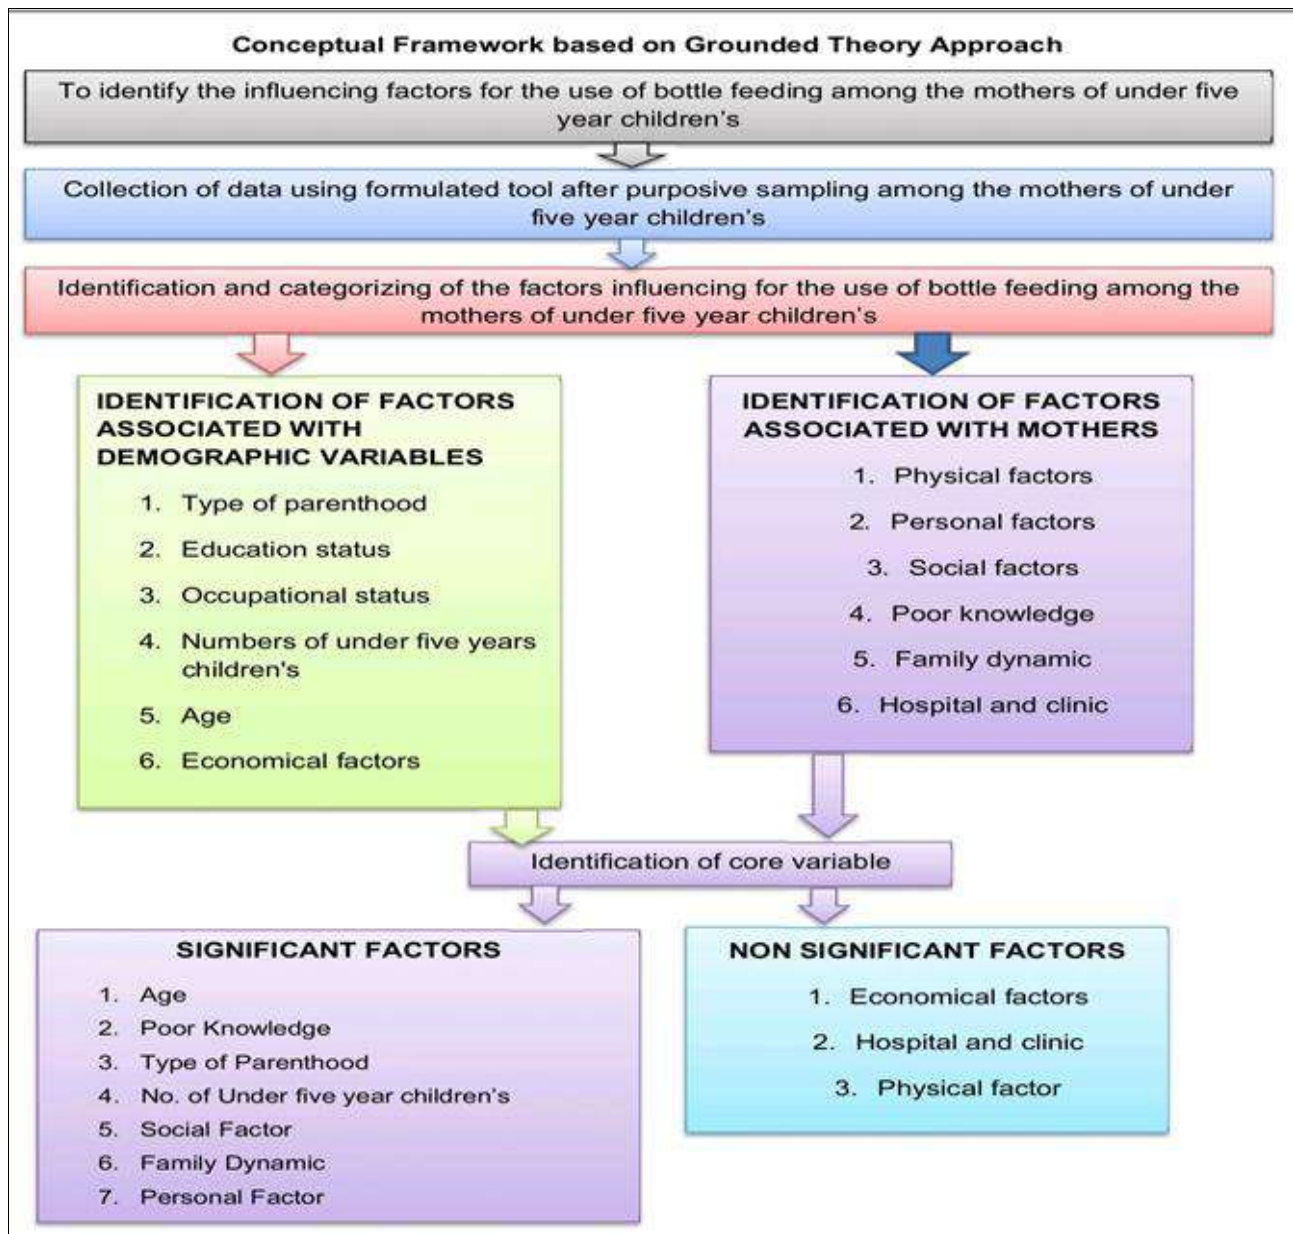 Conceptual Framework based on Grounded Theory Approach
To identify the influencing factors for the use of bottle feeding among the mothers of under five
year children's
Collection of data using formulated tool after purposive sampling among the mothers of under
five year children's
Identification and categorizing of the factors influencing for the use of bottle feeding among the
mothers of under five year children's
IDENTIFICATION OF FACTORS
ASSOCIATED WITH
DEMOGRAPHIC VARIABLES
1. Type of parenthood
2. Education status
3. Occupational status
4. Numbers of under five years
children's
5. Age
6. Economical factors
IDENTIFICATION OF FACTORS
ASSOCIATED WITH MOTHERS
1. Physical factors
2. Personal factors
3. Social factors
4. Poor knowledge
5. Family dynamic
6. Hospital and clinic
Identification of core variable
SIGNIFICANT FACTORS
1. Age
2. Poor Knowledge
3. Type of Parenthood
4. No. of Under five year children's
5. Social Factor
6. Family Dynamic
7. Personal Factor
NON SIGNIFICANT FACTORS
1. Economical factors
2. Hospital and clinic
3. Physical factor